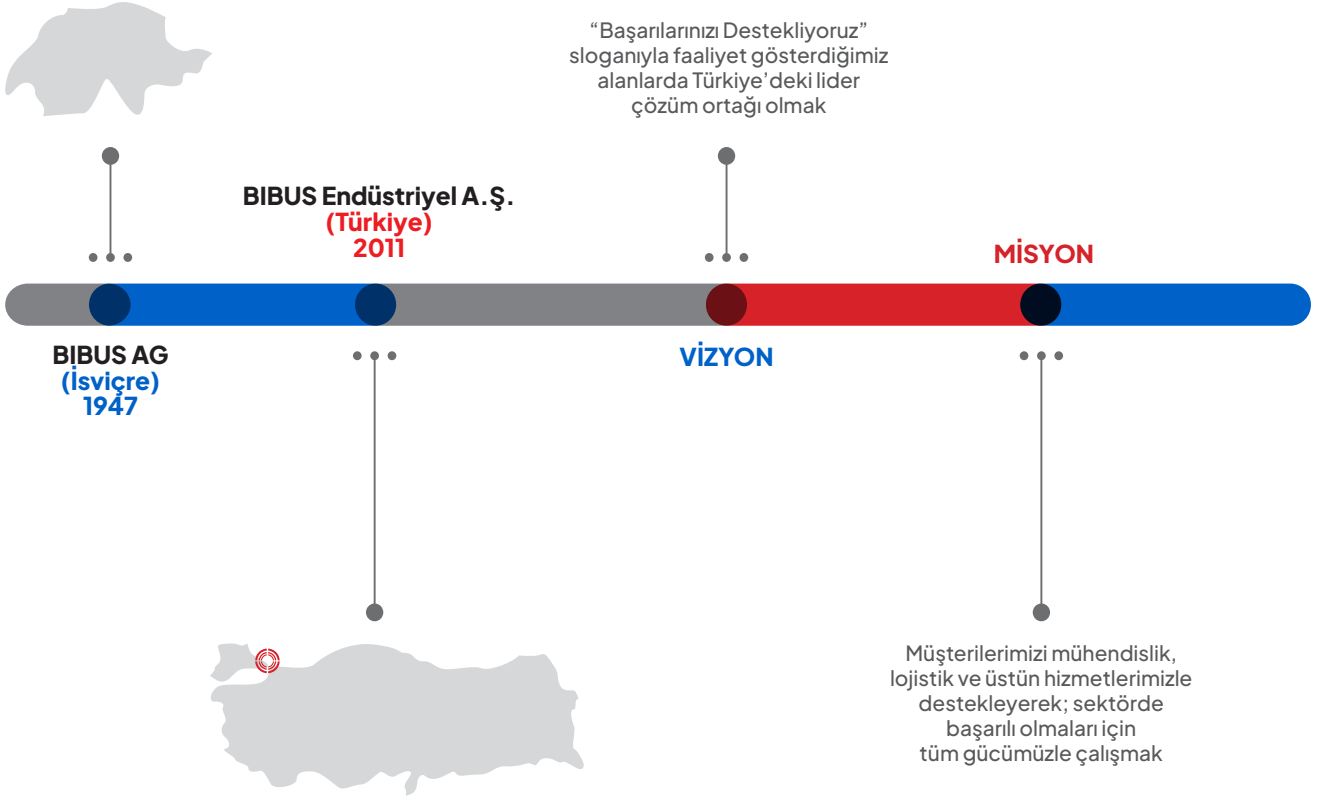 “Başarılarınızı Destekliyoruz”
sloganıyla faaliyet gösterdiğimiz
alanlarda Türkiye’deki lider
çözüm ortağı olmak
BIBUS Endüstriyel A.Ş.
(Türkiye)
2011
MİSYON
BIBUS AG
(İsviçre)
1947
VİZYON
Müşterilerimizi mühendislik,
lojistik ve üstün hizmetlerimizle
destekleyerek; sektörde
başarılı olmaları için
tüm gücümüzle çalışmak